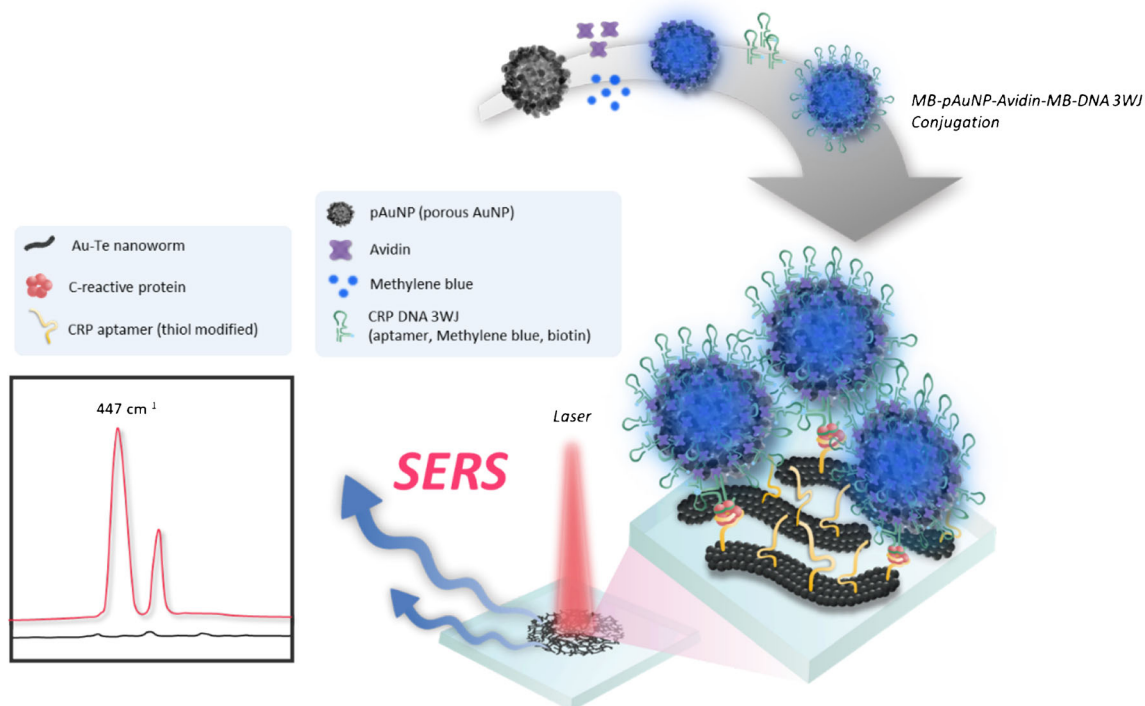 MB-pAuNP-Avidin-MB-DNA 3WJ
Conjugation
pAuNP (porous AuNP)
Avidin
Methylene blue
CRP DNA 3WJ
(aptamer, Methylene blue, biotin)
Au-Te nanoworm
C-reactive protein
CRP aptamer (thiol modified)
447 cm 1
Laser
SERS